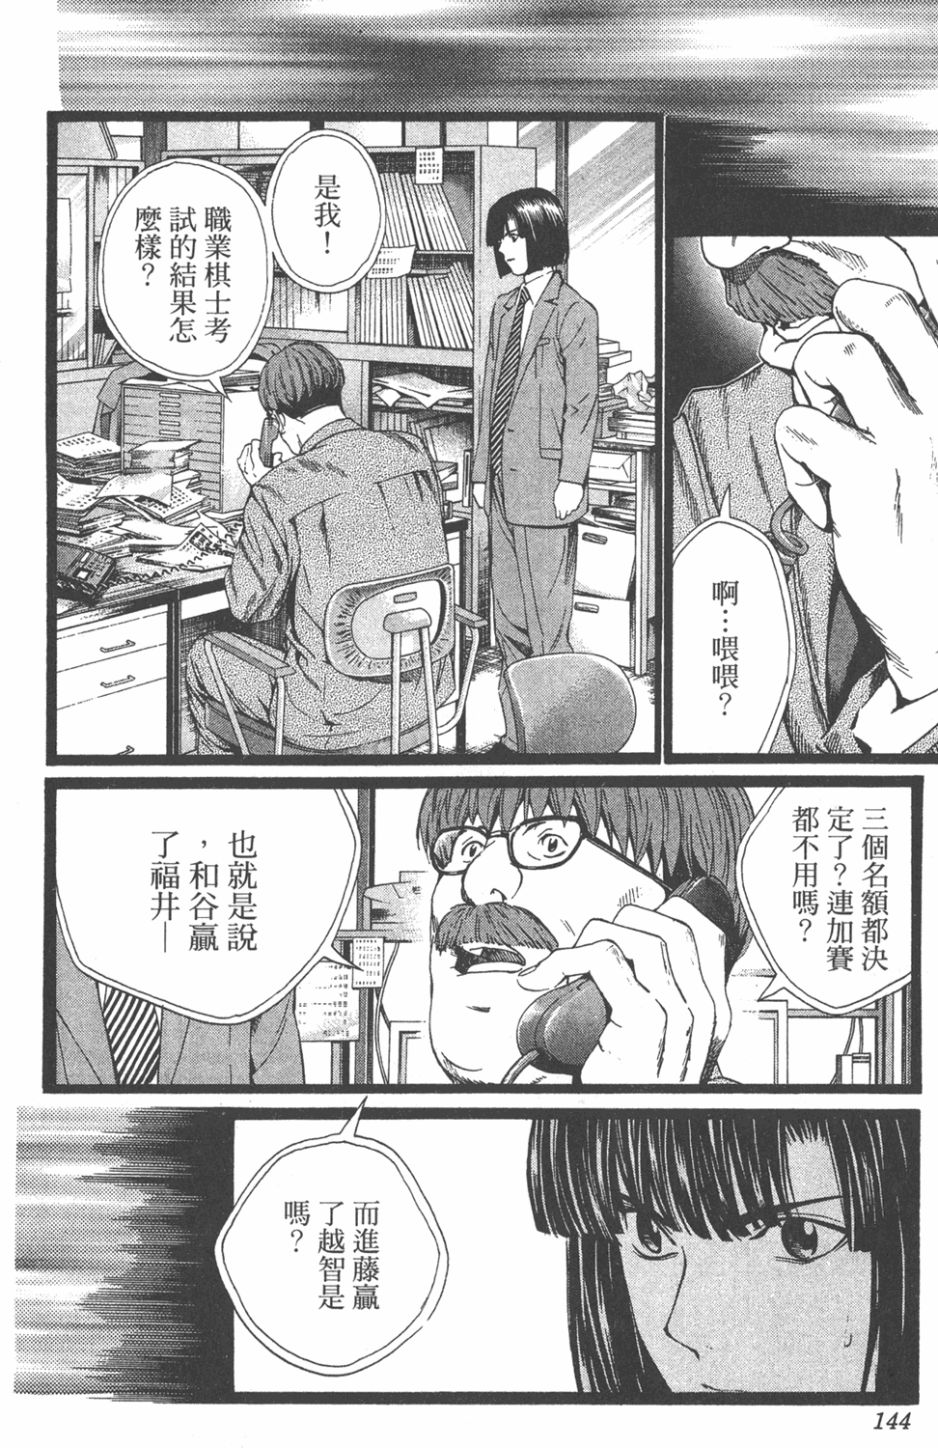 啊…喂喂？
是我！
職業棋士考
試的結果怎
麼樣？
三個名額都決
定了？連加賽
都不用嗎？
也就是說
，和谷贏
了福井—
而進藤贏
了越智是
嗎？
144